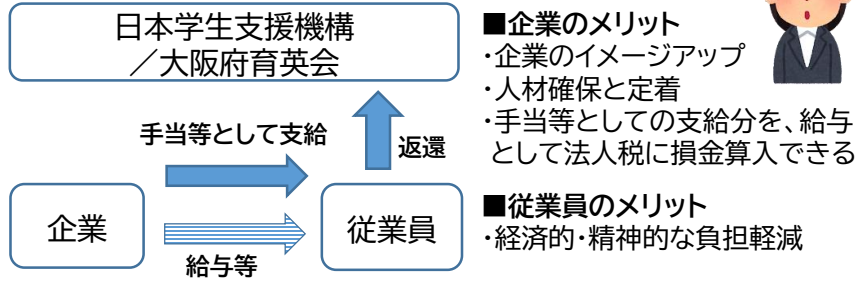 日本学生支援機構
／大阪府育英会
手当等として支給
返還
企業
従業員
給与等
■企業のメリット
・企業のイメージアップ
・人材確保と定着
・手当等としての支給分を、給与
として法人税に損金算入できる
■従業員のメリット
・経済的・精神的な負担軽減